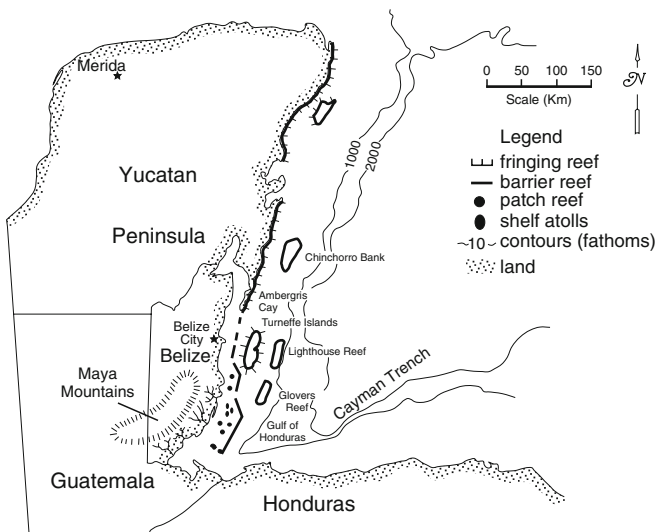 Merida
Yucatan
Peninsula
1000
2000
0 50 100 150
Scale (Km)
N
Legend
fringing reef
barrier reef
patch reef
shelf atolls
10 contours (fathoms)
land
Chinchorro Bank
Ambergris
Cay
Turneffe Islands
Belize
City
Belize
Lighthouse Reef
Maya
Mountains
Glovers
Reef
Cayman Trench
Gulf of
Honduras
Guatemala
Honduras